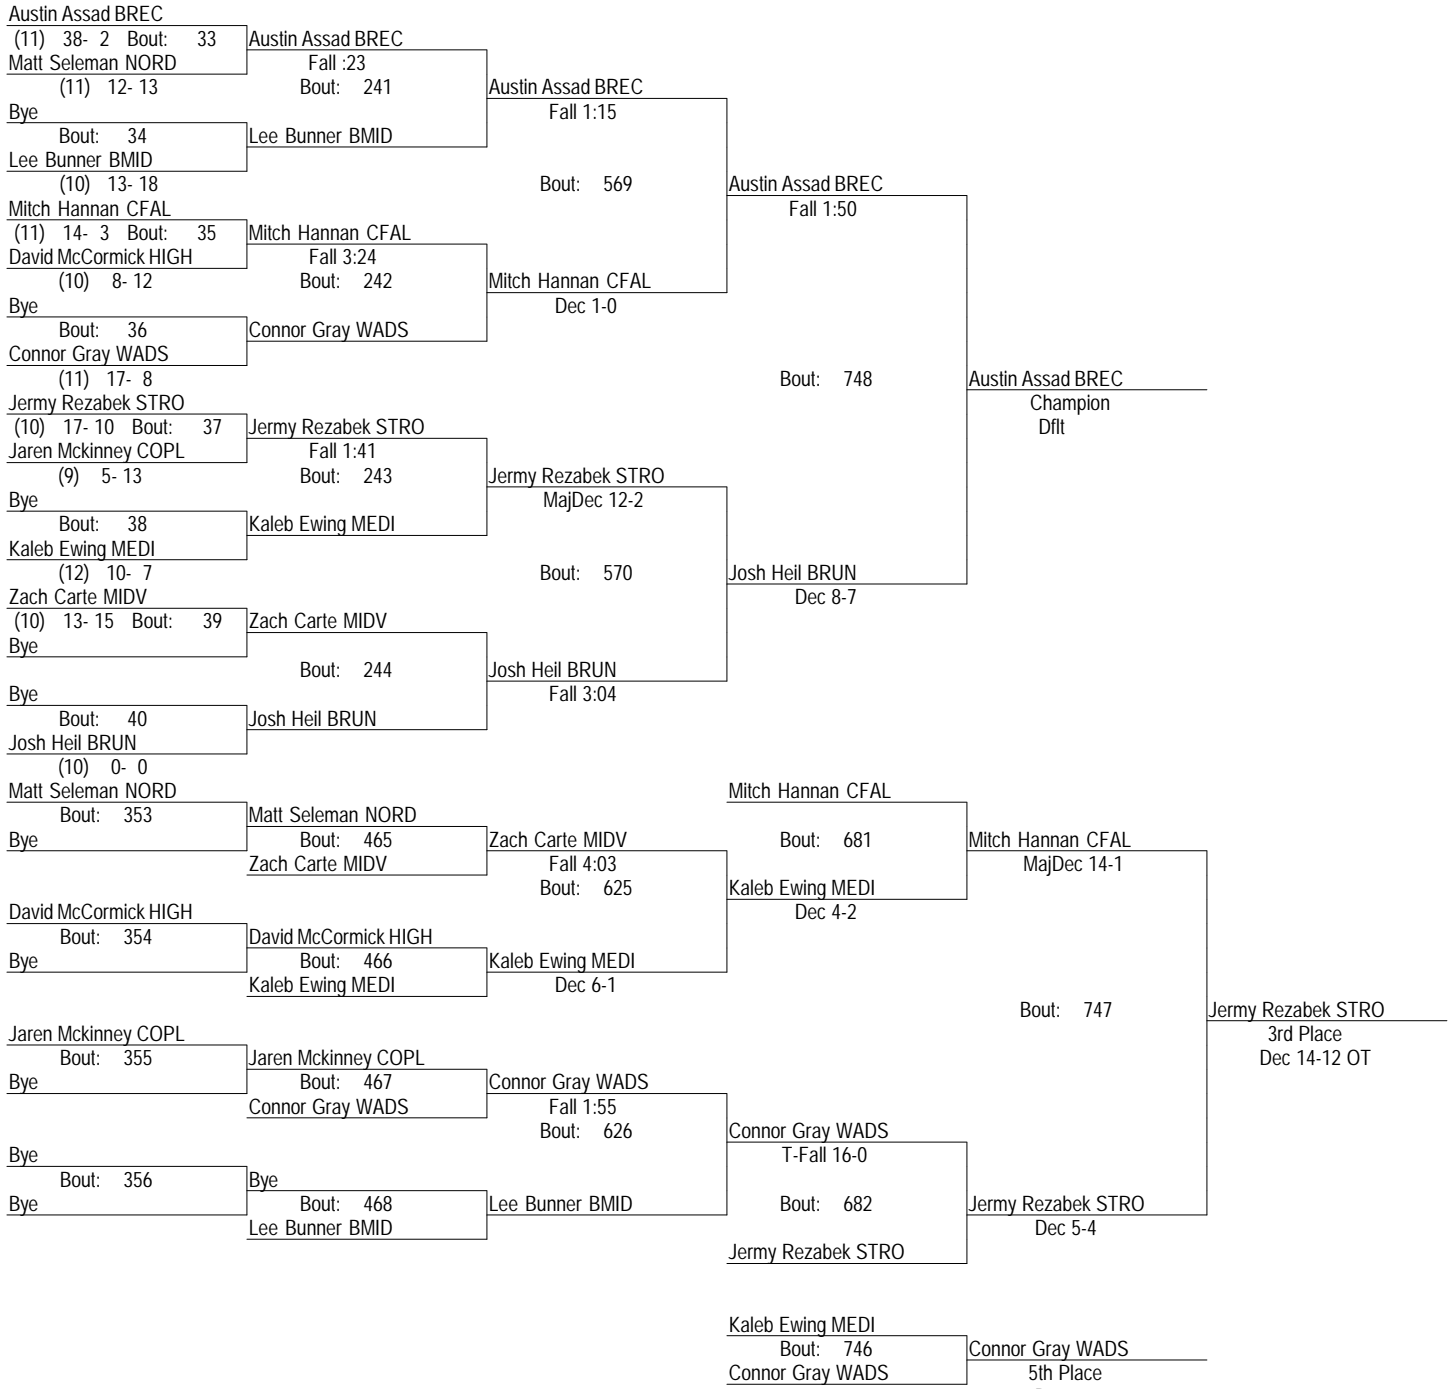 Austin Assad BREC
(11) 38- 2 Bout: 33 Austin Assad BREC
Matt Seleman NORD Fall :23
(11) 12- 13 Bout: 241 Austin Assad BREC
Bye Fall 1:15
Bout: 34 Lee Bunner BMID
Lee Bunner BMID
(10) 13- 18 Bout: 569 Austin Assad BREC
Mitch Hannan CFAL Fall 1:50
(11) 14- 3 Bout: 35 Mitch Hannan CFAL
David McCormick HIGH Fall 3:24
(10) 8- 12 Bout: 242 Mitch Hannan CFAL
Bye Dec 1-0
Bout: 36 Connor Gray WADS
Connor Gray WADS
(11) 17- 8 Bout: 748 Austin Assad BREC
Jermy Rezabek STRO Champion
(10) 17- 10 Bout: 37 Jermy Rezabek STRO Dflt
Jaren Mckinney COPL Fall 1:41
(9) 5- 13 Bout: 243 Jermy Rezabek STRO
Bye MajDec 12-2
Bout: 38 Kaleb Ewing MEDI
Kaleb Ewing MEDI
(12) 10- 7 Bout: 570 Josh Heil BRUN
Zach Carte MIDV Dec 8-7
(10) 13- 15 Bout: 39 Zach Carte MIDV
Bye
Bout: 244 Josh Heil BRUN
Bye Fall 3:04
Bout: 40 Josh Heil BRUN
Josh Heil BRUN
(10) 0- 0
Matt Seleman NORD Mitch Hannan CFAL
Bout: 353 Matt Seleman NORD
Bye Bout: 465 Zach Carte MIDV Bout: 681 Mitch Hannan CFAL
Zach Carte MIDV Fall 4:03 MajDec 14-1
Bout: 625 Kaleb Ewing MEDI
David McCormick HIGH Dec 4-2
Bout: 354 David McCormick HIGH
Bye Bout: 466 Kaleb Ewing MEDI
Kaleb Ewing MEDI Dec 6-1
Bout: 747 Jermy Rezabek STRO
Jaren Mckinney COPL 3rd Place
Bout: 355 Jaren Mckinney COPL Dec 14-12 OT
Bye Bout: 467 Connor Gray WADS
Connor Gray WADS Fall 1:55
Bout: 626 Connor Gray WADS
Bye T-Fall 16-0
Bout: 356 Bye
Bye Bout: 468 Lee Bunner BMID Bout: 682 Jermy Rezabek STRO
Lee Bunner BMID Dec 5-4
Jermy Rezabek STRO
Kaleb Ewing MEDI
Bout: 746 Connor Gray WADS
Connor Gray WADS 5th Place